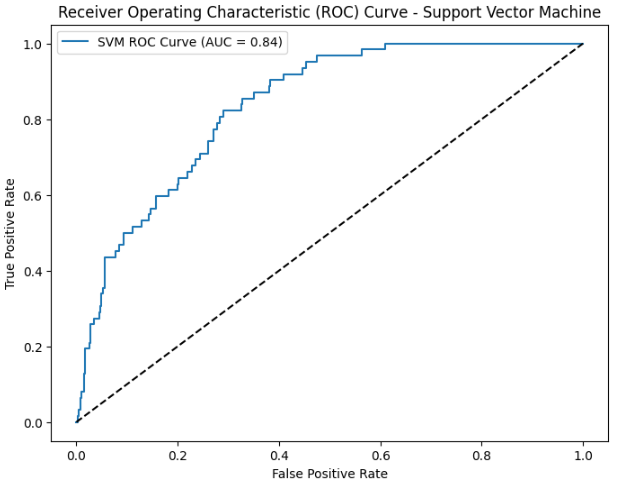 Receiver Operating Characteristic (ROC) Curve - Support Vector Machine
SVM ROC Curve (AUC = 0.84)
True Positive Rate
1.0
0.8
0.6
0.4
0.2
0.0
0.0 0.2 0.4 0.6 0.8 1.0
False Positive Rate